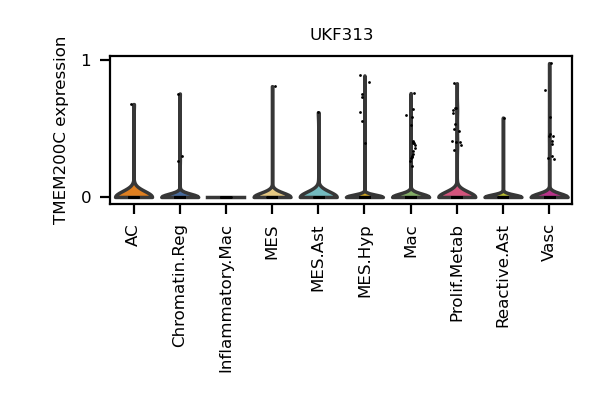 UKF313
TMEM200C expression
1
0
AC
Chromatin.Reg
Inflammatory.Mac
MES
MES.Ast
MES.Hyp
Mac
Prolif.Metab
Reactive.Ast
Vasc